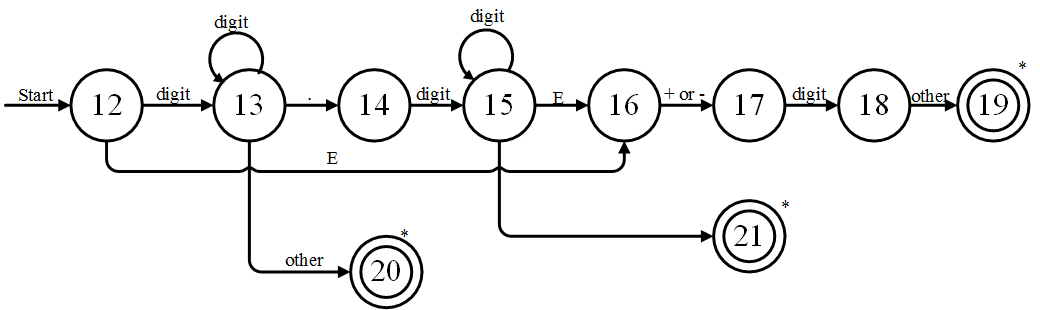 digit
digit
*
Start
12
digit
13
.
14
digit
15
E
16
+ or -
17
digit
18
other
19
E
*
21
*
other
20